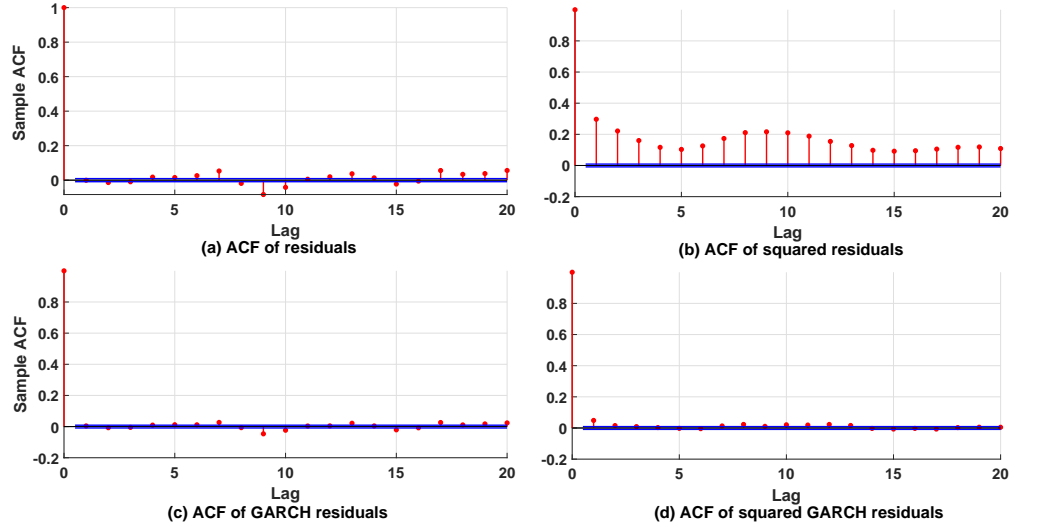 1
0.8
0.6
0.4
0.2
0
Sample ACF
0 5 10 15 20
Lag
(a) ACF of residuals
0.8
0.6
0.4
0.2
0
-0.2
0 5 10 15 20
Lag
(b) ACF of squared residuals
0.8
0.6
0.4
0.2
0
-0.2
Sample ACF
0 5 10 15 20
Lag
(c) ACF of GARCH residuals
0.8
0.6
0.4
0.2
0
-0.2
0 5 10 15 20
Lag
(d) ACF of squared GARCH residuals